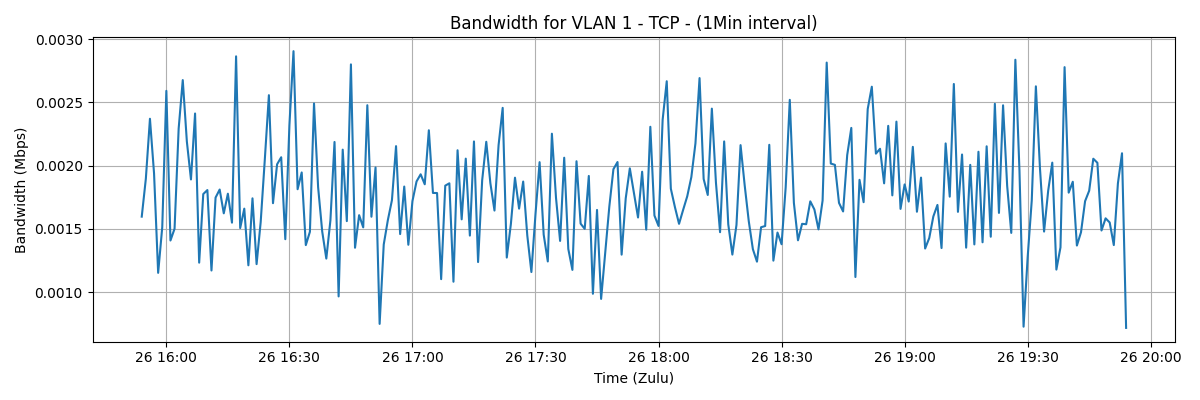 Bandwidth for VLAN 1 - TCP - (1Min interval)
Bandwidth (Mbps)
0.0030
0.0025
0.0020
0.0015
0.0010
26 16:00 26 16:30 26 17:00 26 17:30 26 18:00 26 18:30 26 19:00 26 19:30 26 20:00
Time (Zulu)